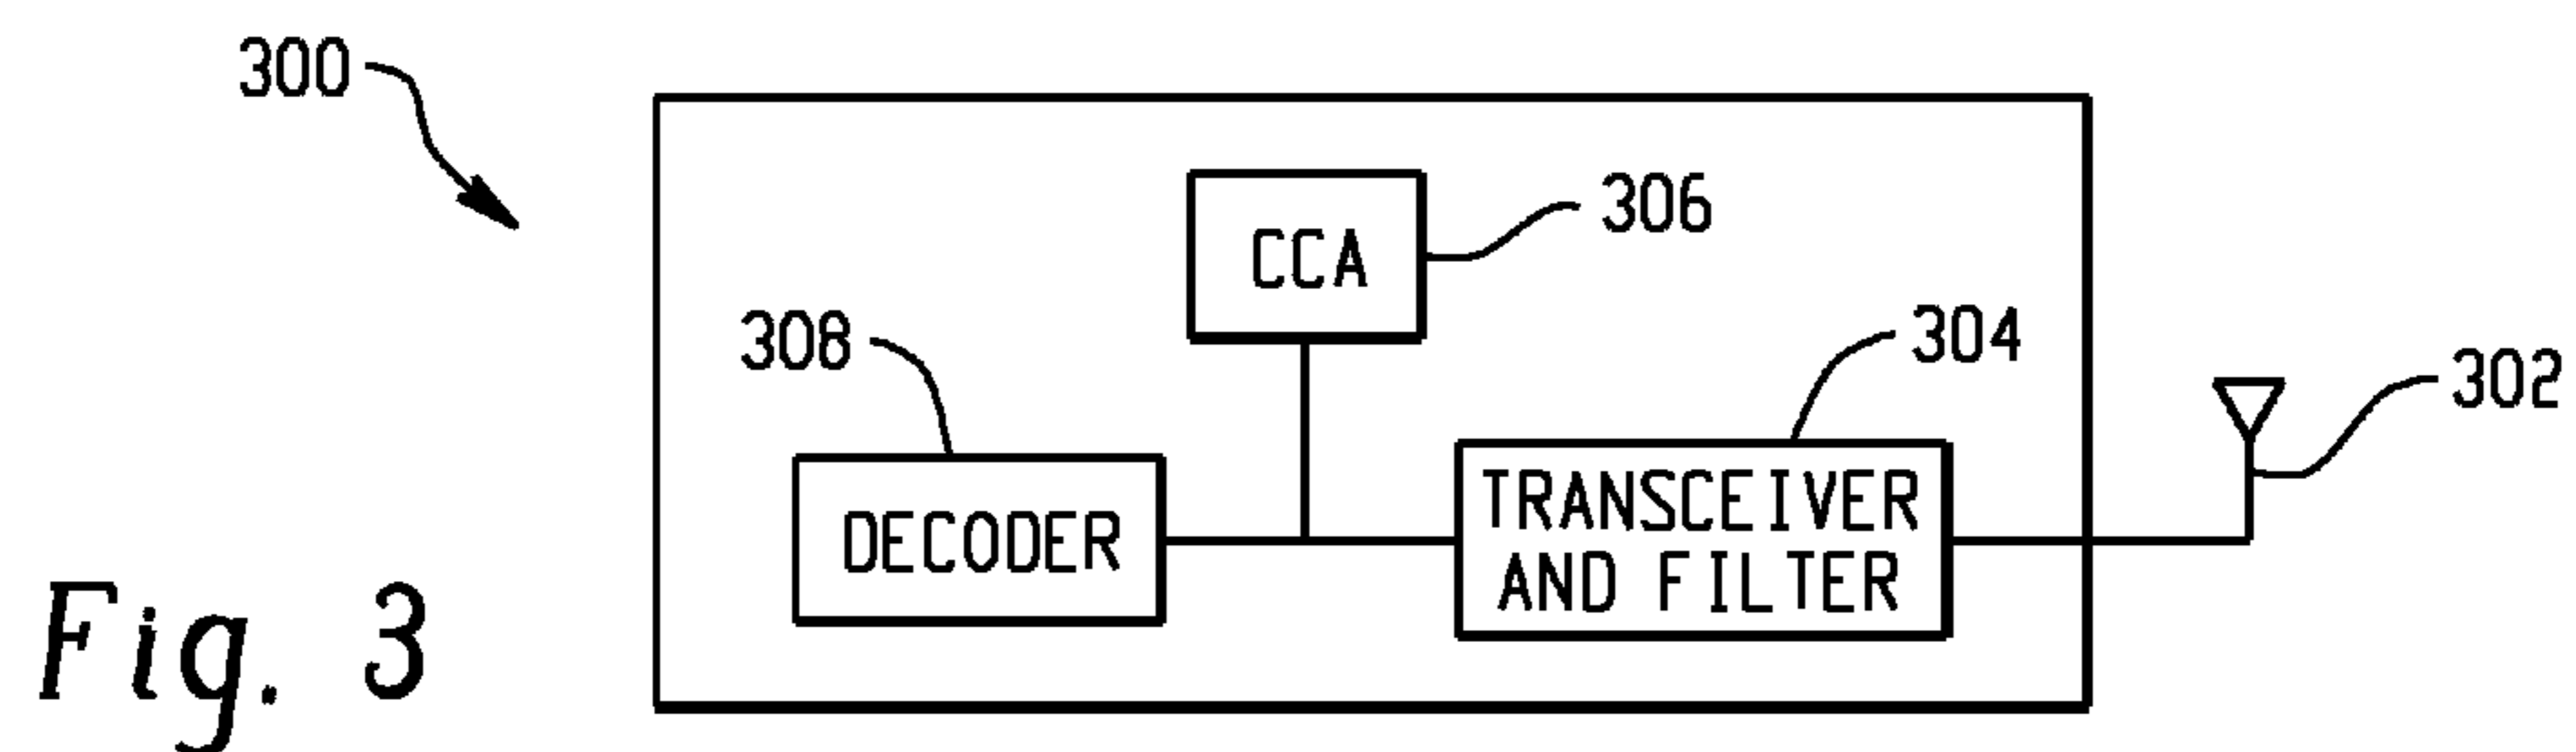 300
CCA
306
308
304
302
DECODER
TRANSCEIVER
AND FILTER
Fig. 3